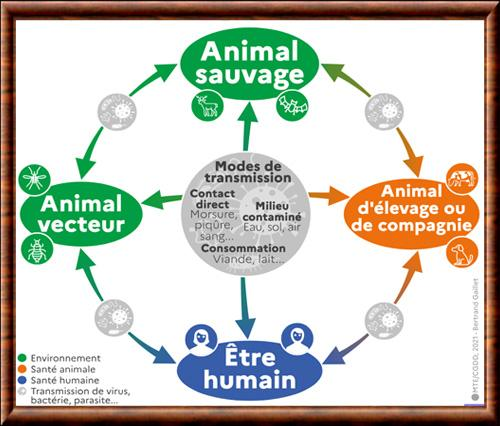 Animal
sauvage
Modes de
transmission
Contact
direct
Morsure,
piqûre,
sang...
Milieu
contaminé
Eau, sol, air
Consommation
Viande, lait...
Animal
vecteur
Animal
d'élevage ou
de compagnie
Être
humain
Environnement
Santé animale
Santé humaine
Transmission de virus,
bactérie, parasite...
© MTE/CGDD, 2021 - Bertrand Gaillet